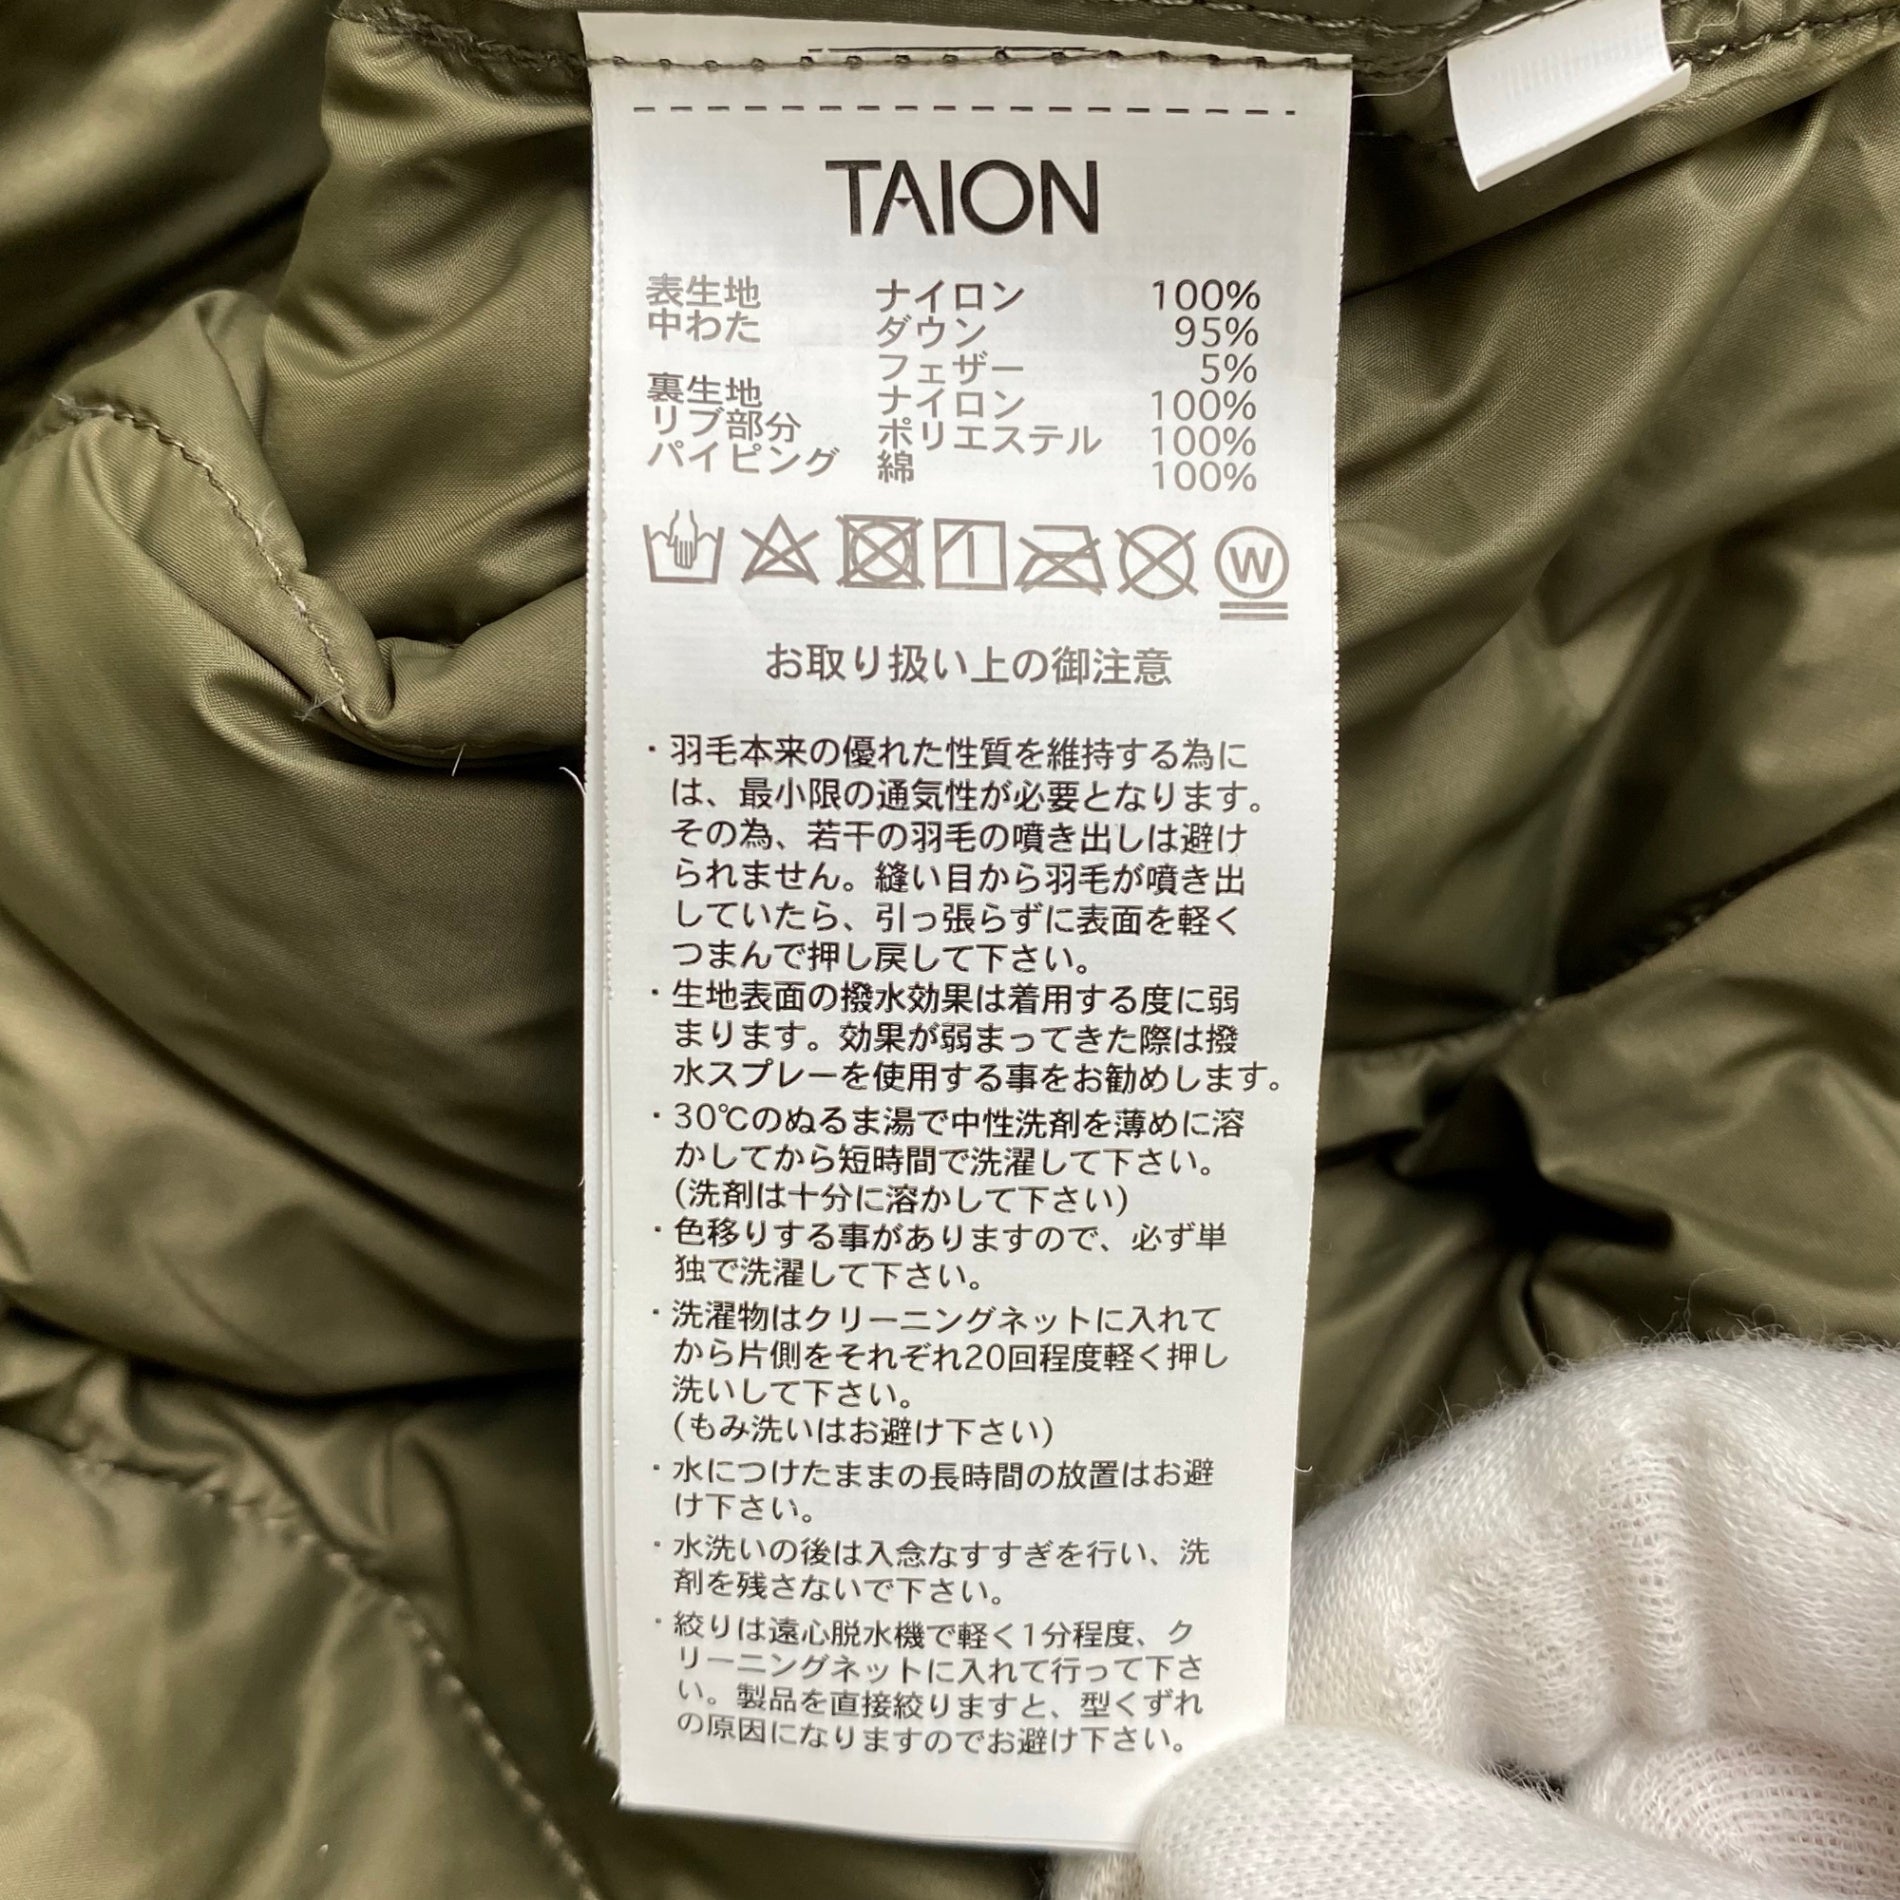 TAION
表生地 ナイロン 100%
中わた ダウン 95%
フェザー 5%
裏生地 ナイロン 100%
リブ部分 ポリエステル 100%
パイピング 綿 100%
W
お取り扱い上の御注意
・羽毛本来の優れた性質を維持する為に
は、最小限の通気性が必要となります。
その為、若干の羽毛の噴き出しは避け
られません。縫い目から羽毛が噴き出
していたら、引っ張らずに表面を軽く
つまんで押し戻して下さい。
・生地表面の撥水効果は着用する度に弱
まります。効果が弱まってきた際は撥
水スプレーを使用する事をお勧めします。
・30℃のぬるま湯で中性洗剤を薄めに溶
かしてから短時間で洗濯して下さい。
(洗剤は十分に溶かして下さい)
・色移りする事がありますので、必ず単
独で洗濯して下さい。
・洗濯物はクリーニングネットに入れて
から片側をそれぞれ20回程度軽く押し
洗いして下さい。
(もみ洗いはお避け下さい)
・水につけたままの長時間の放置はお避
け下さい。
・水洗いの後は入念なすすぎを行い、洗
剤を残さないで下さい。
・絞りは遠心脱水機で軽く1分程度、ク
リーニングネットに入れて行って下さ
い。製品を直接絞りますと、型くずれ
の原因になりますのでお避け下さい。